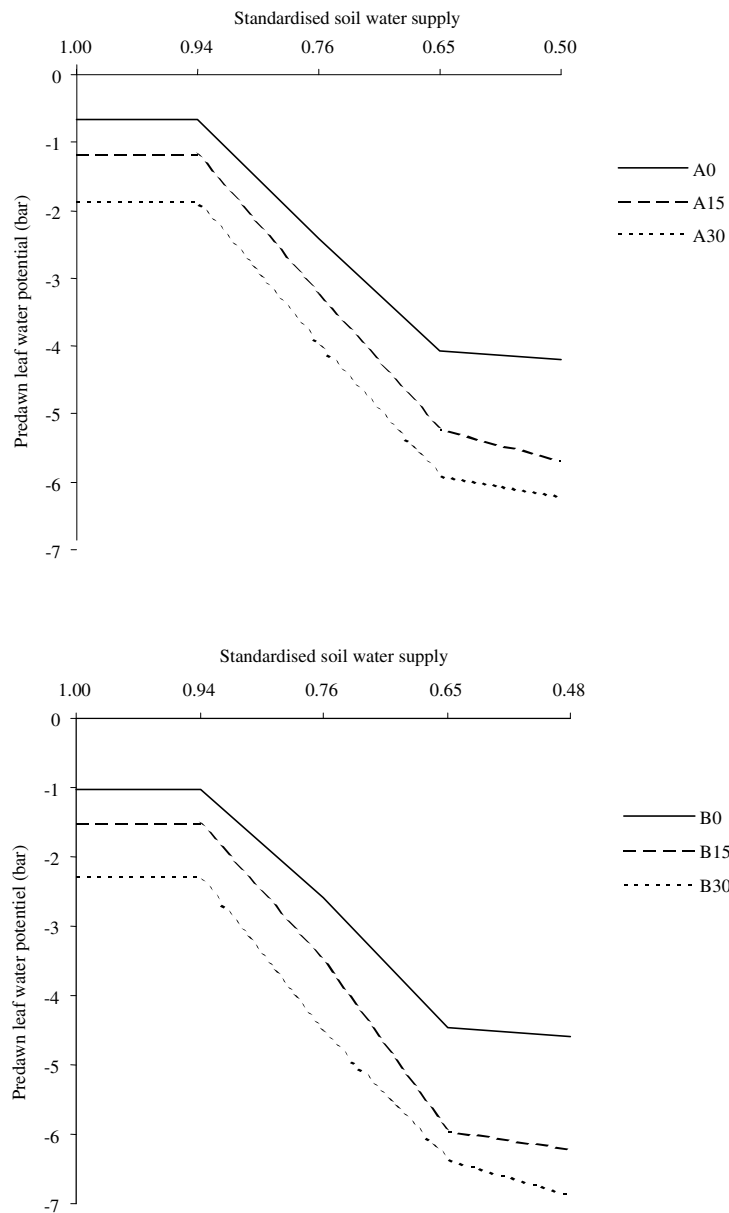 Standardised soil water supply
1.00 0.94 0.76 0.65 0.50
0
-1
-2
-3
-4
-5
-6
-7
Predawn leaf water potential (bar)
A0
A15
A30
Standardised soil water supply
1.00 0.94 0.76 0.65 0.48
0
-1
-2
-3
-4
-5
-6
-7
Predawn leaf water potentiel (bar)
B0
B15
B30